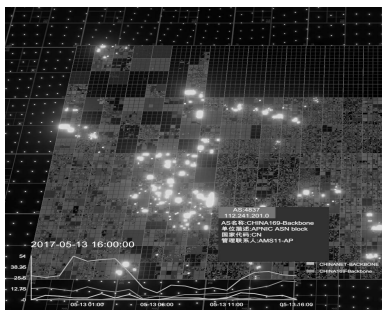 AS:4837
112.241.201.0
AS名称:CHINA169-Backbone
单位描述:APNIC ASN block
国家代码:CN
管理联系人:AMS11-AP
2017-05-13 16:00:00
54
38.25
25.5
12.75
0
CHINANET-BACKBONE
CHINA169-Backbone
05-13 01:00
05-13 06:00
05-13 11:00
05-13 16:00